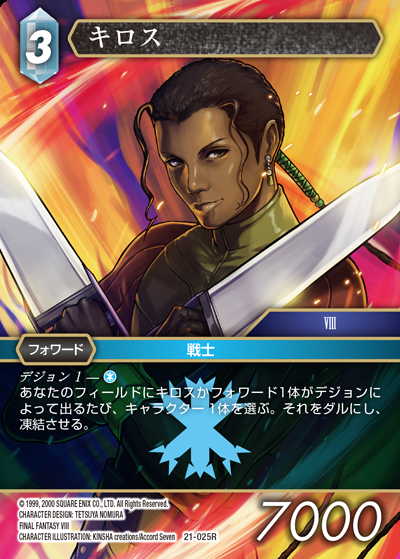 3
キロス
VIII
フォワード
戦士
デジョン 1 ― 氷
あなたのフィールドにキロスかフォワード1体がデジョンに
よって出るたび、キャラクター1体を選ぶ。それをダルにし、
凍結させる。
© 1999, 2000 SQUARE ENIX CO., LTD. All Rights Reserved.
CHARACTER DESIGN: TETSUYA NOMURA
FINAL FANTASY VIII
CHARACTER ILLUSTRATION: KINSHA creations/Accord Seven
21-025R
7000